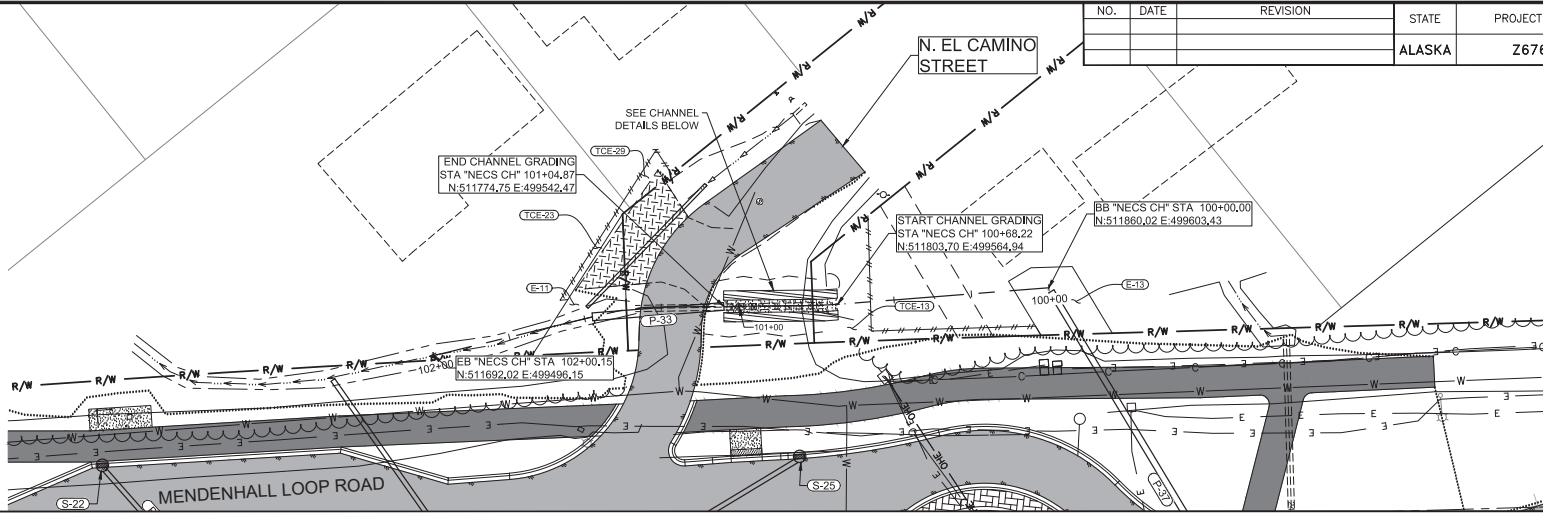 NO. DATE REVISION STATE PROJECT
ALASKA Z676
N. EL CAMINO
STREET
SEE CHANNEL
DETAILS BELOW
TCE-29
END CHANNEL GRADING
STA "NECS CH" 101+04.87
N:511774.75 E:499542.47
TCE-23
START CHANNEL GRADING
STA "NECS CH" 100+68.22
N:511803.70 E:499564.94
BB "NECS CH" STA 100+00.00
N:511860.02 E:499603.43
E-11
E-13
100+00
TCE-13
P-33
101+00
R/W R/W R/W R/W R/W R/W R/W R/W
102+00
EB "NECS CH" STA 102+00.15
N:511692.02 E:499496.15
OHE
OHE
S-22
MENDENHALL LOOP ROAD
S-25
P-37